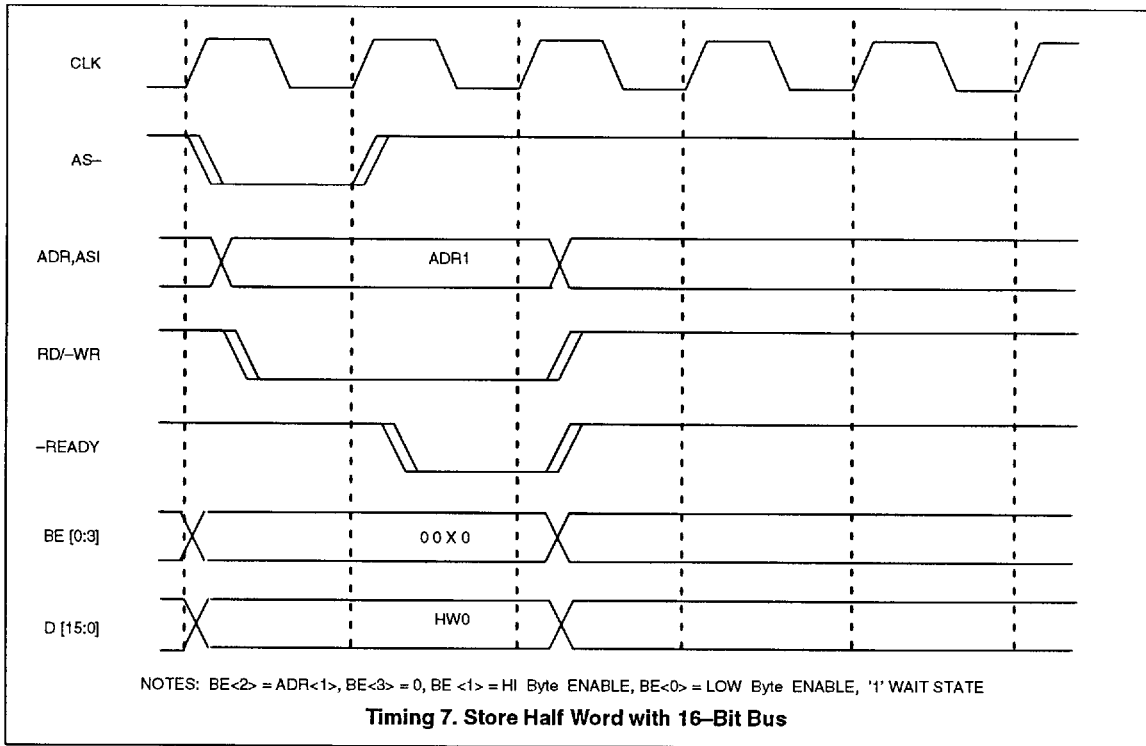 CLK
AS–
ADR,ASI
ADR1
RD/–WR
–READY
BE [0:3]
0 0 X 0
D [15:0]
HW0
NOTES: BE<2> = ADR<1>, BE<3> = 0, BE <1> = HI Byte ENABLE, BE<0> = LOW Byte ENABLE, '1' WAIT STATE
Timing 7. Store Half Word with 16–Bit Bus